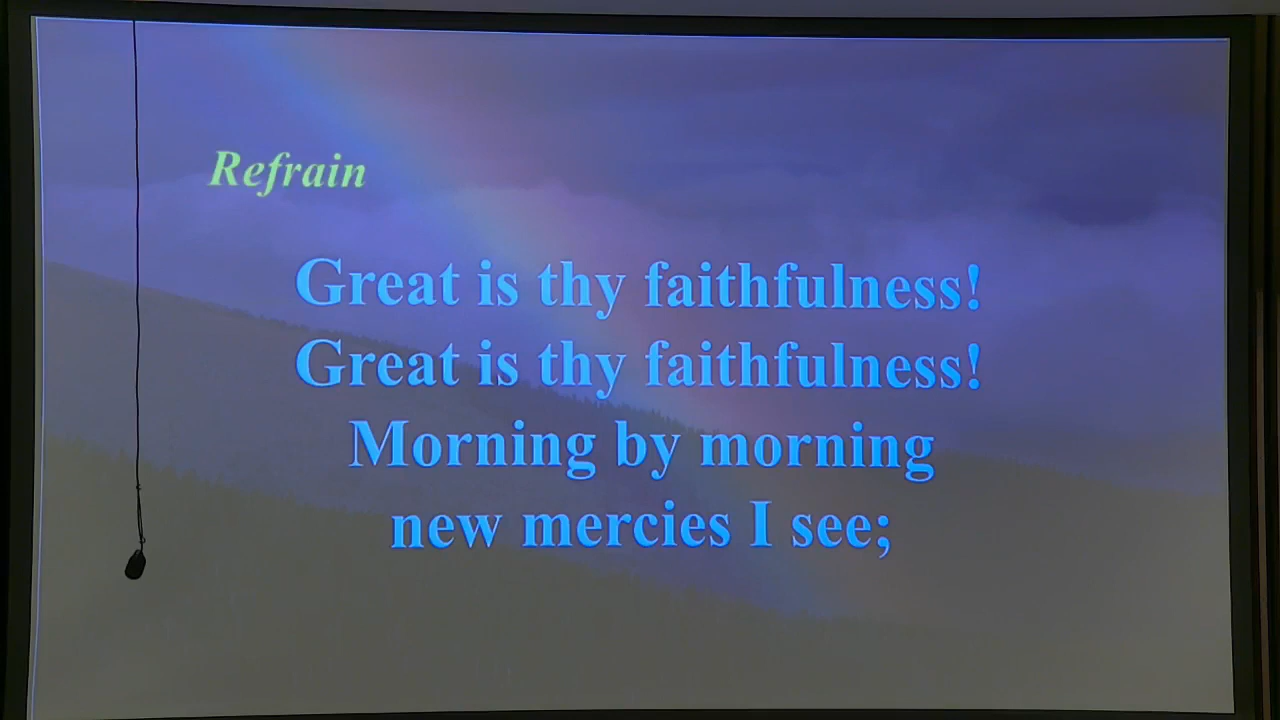 Refrain
Great is thy faithfulness!
Great is thy faithfulness!
Morning by morning
new mercies I see;